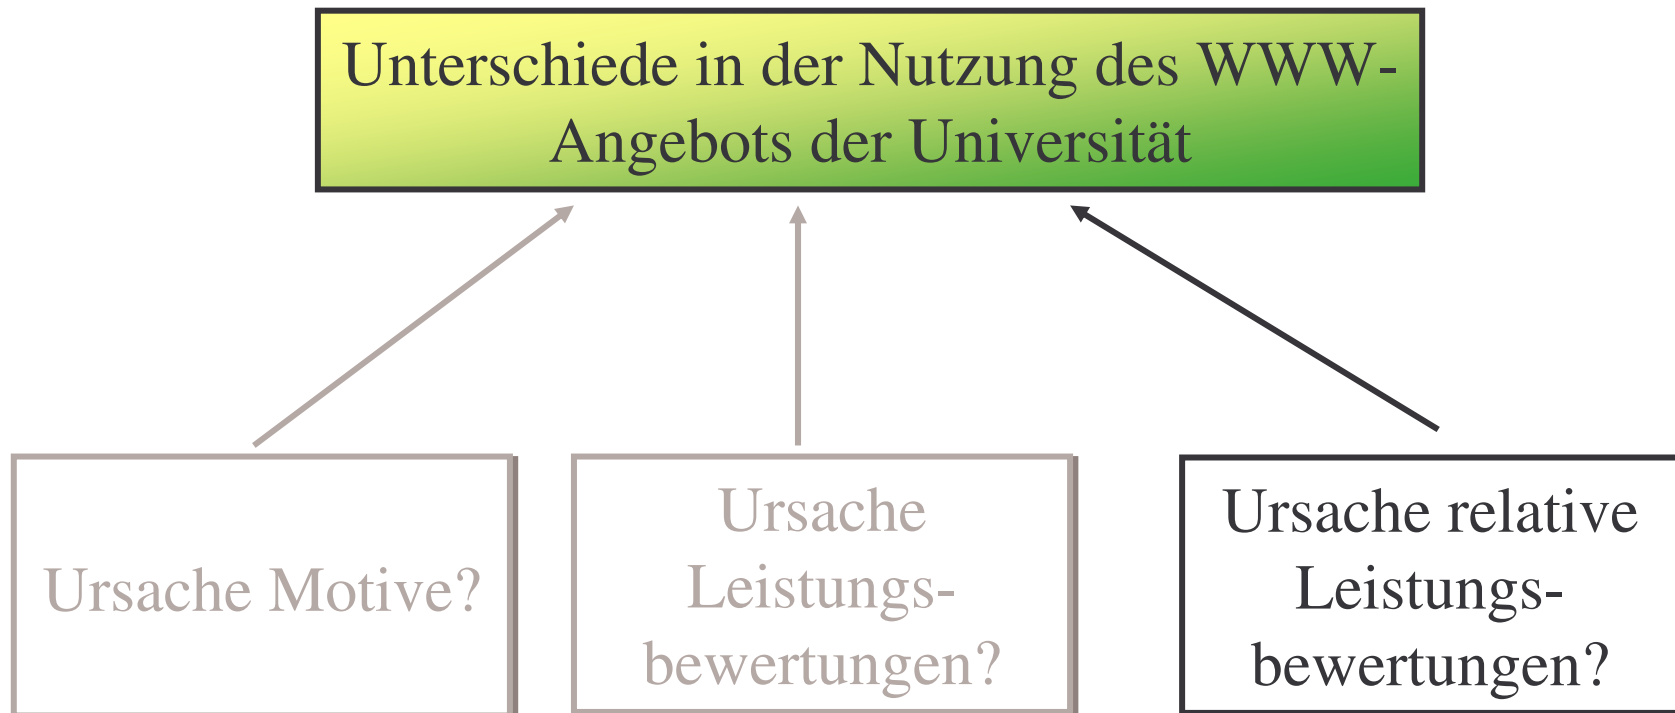 Unterschiede in der Nutzung des WWW-
Angebots der Universität
Ursache Motive?
Ursache
Leistungs-
bewertungen?
Ursache relative
Leistungs-
bewertungen?